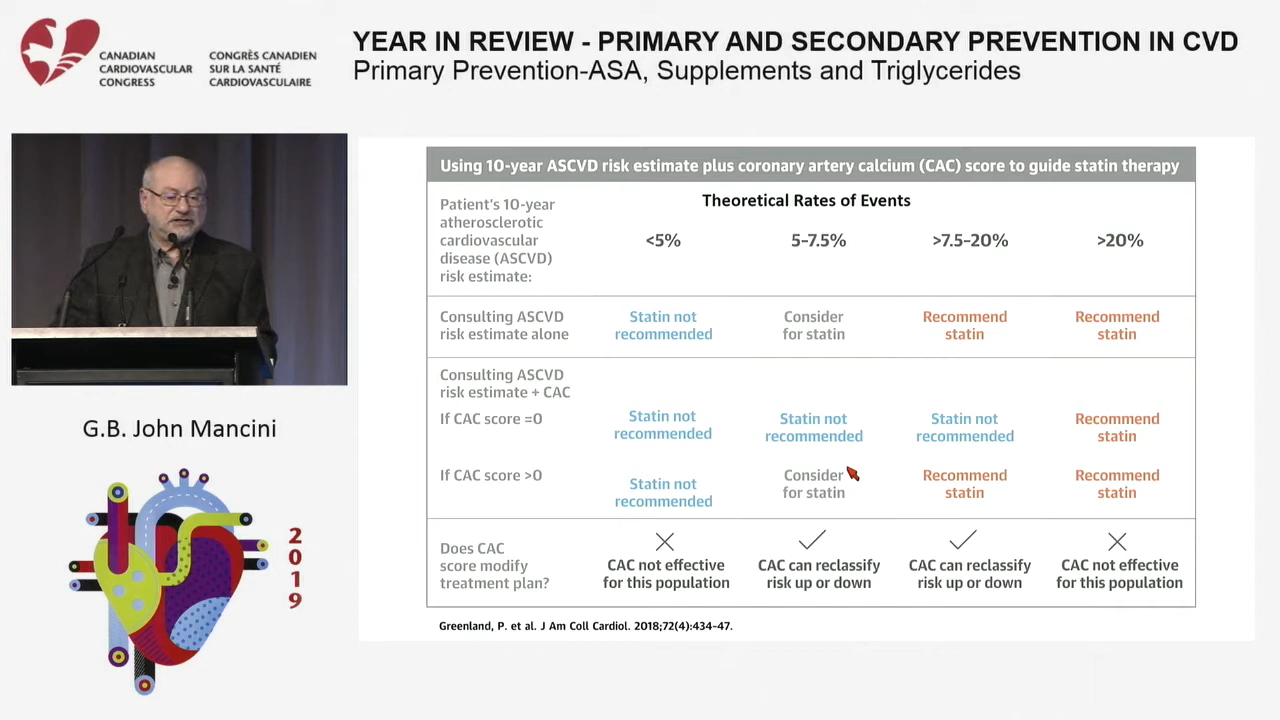 CANADIAN
CARDIOVASCULAR
CONGRESS
CONGRÈS CANADIEN
SUR LA SANTÉ
CARDIOVASCULAIRE
YEAR IN REVIEW - PRIMARY AND SECONDARY PREVENTION IN CVD
Primary Prevention-ASA, Supplements and Triglycerides
G.B. John Mancini
2019
Using 10-year ASCVD risk estimate plus coronary artery calcium (CAC) score to guide statin therapy
Theoretical Rates of Events
Patient's 10-year
atherosclerotic
cardiovascular
disease (ASCVD)
risk estimate:
<5%
5-7.5%
>7.5-20%
>20%
Consulting ASCVD
risk estimate alone
Statin not
recommended
Consider
for statin
Recommend
statin
Recommend
statin
Consulting ASCVD
risk estimate + CAC
If CAC score =0
Statin not
recommended
Statin not
recommended
Statin not
recommended
Recommend
statin
If CAC score >0
Statin not
recommended
Consider
for statin
Recommend
statin
Recommend
statin
Does CAC
score modify
treatment plan?
CAC not effective
for this population
CAC can reclassify
risk up or down
CAC can reclassify
risk up or down
CAC not effective
for this population
Greenland, P. et al. J Am Coll Cardiol. 2018;72(4):434-47.